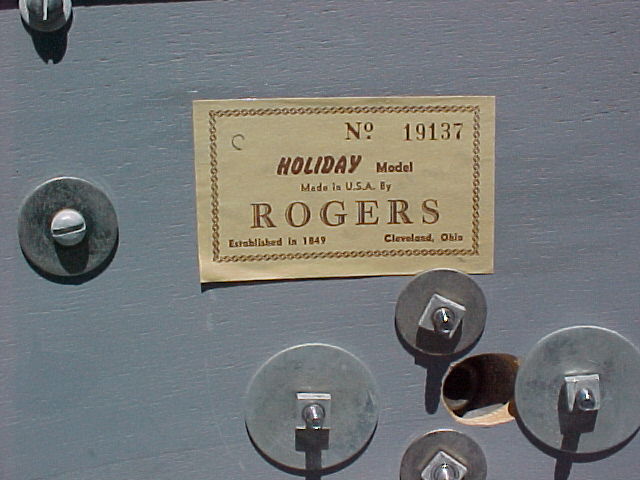 Nº 19137
HOLIDAY Model
Made in U.S.A. By
ROGERS
Established in 1849 Cleveland, Ohio